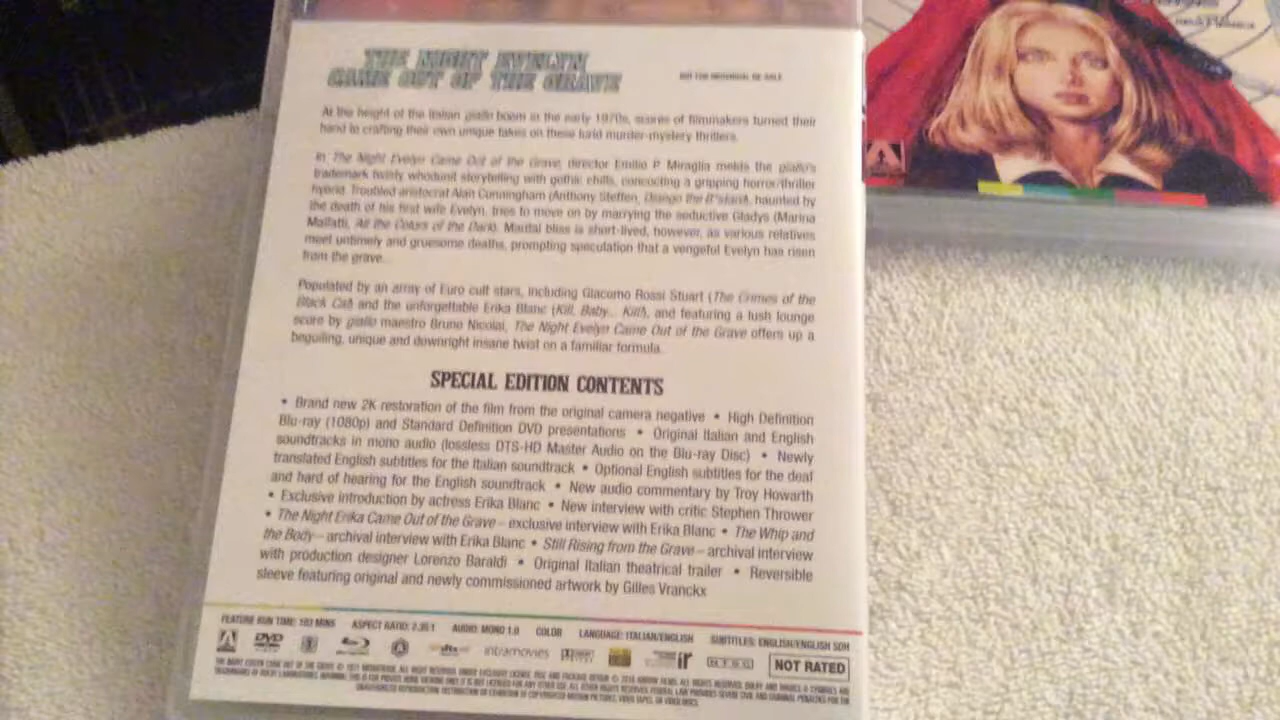 THE NIGHT EVELYN
CAME OUT OF THE GRAVE
NOT FOR INDIVIDUAL RE-SALE
At the height of the Italian giallo boom in the early 1970s, scores of filmmakers turned their
hand to crafting their own unique takes on these lurid murder-mystery thrillers.
In The Night Evelyn Came Out of the Grave, director Emilio P. Miraglia melds the giallo's
trademark twisty whodunit storytelling with gothic chills, concocting a gripping horror/thriller
hybrid. Troubled aristocrat Alan Cunningham (Anthony Steffen, Django the B*stard), haunted by
the death of his first wife Evelyn, tries to move on by marrying the seductive Gladys (Marina
Malfatti, All the Colors of the Dark). Marital bliss is short-lived, however, as various relatives
meet untimely and gruesome deaths, prompting speculation that a vengeful Evelyn has risen
from the grave...
Populated by an array of Euro cult stars, including Giacomo Rossi Stuart (The Crimes of the
Black Cat) and the unforgettable Erika Blanc (Kill, Baby... Kill!), and featuring a lush lounge
score by giallo maestro Bruno Nicolai, The Night Evelyn Came Out of the Grave offers up a
beguiling, unique and downright insane twist on a familiar formula.
SPECIAL EDITION CONTENTS
• Brand new 2K restoration of the film from the original camera negative • High Definition
Blu-ray (1080p) and Standard Definition DVD presentations • Original Italian and English
soundtracks in mono audio (lossless DTS-HD Master Audio on the Blu-ray Disc) • Newly
translated English subtitles for the Italian soundtrack • Optional English subtitles for the deaf
and hard of hearing for the English soundtrack • New audio commentary by Troy Howarth
• Exclusive introduction by actress Erika Blanc • New interview with critic Stephen Thrower
• The Night Erika Came Out of the Grave – exclusive interview with Erika Blanc • The Whip and
the Body – archival interview with Erika Blanc • Still Rising from the Grave – archival interview
with production designer Lorenzo Baraldi • Original Italian theatrical trailer • Reversible
sleeve featuring original and newly commissioned artwork by Gilles Vranckx
FEATURE RUN TIME: 103 MINS ASPECT RATIO: 2.35:1 AUDIO: MONO 1.0 COLOR LANGUAGE: ITALIAN/ENGLISH SUBTITLES: ENGLISH/ENGLISH SDH
DVD dts intramovies NOT RATED